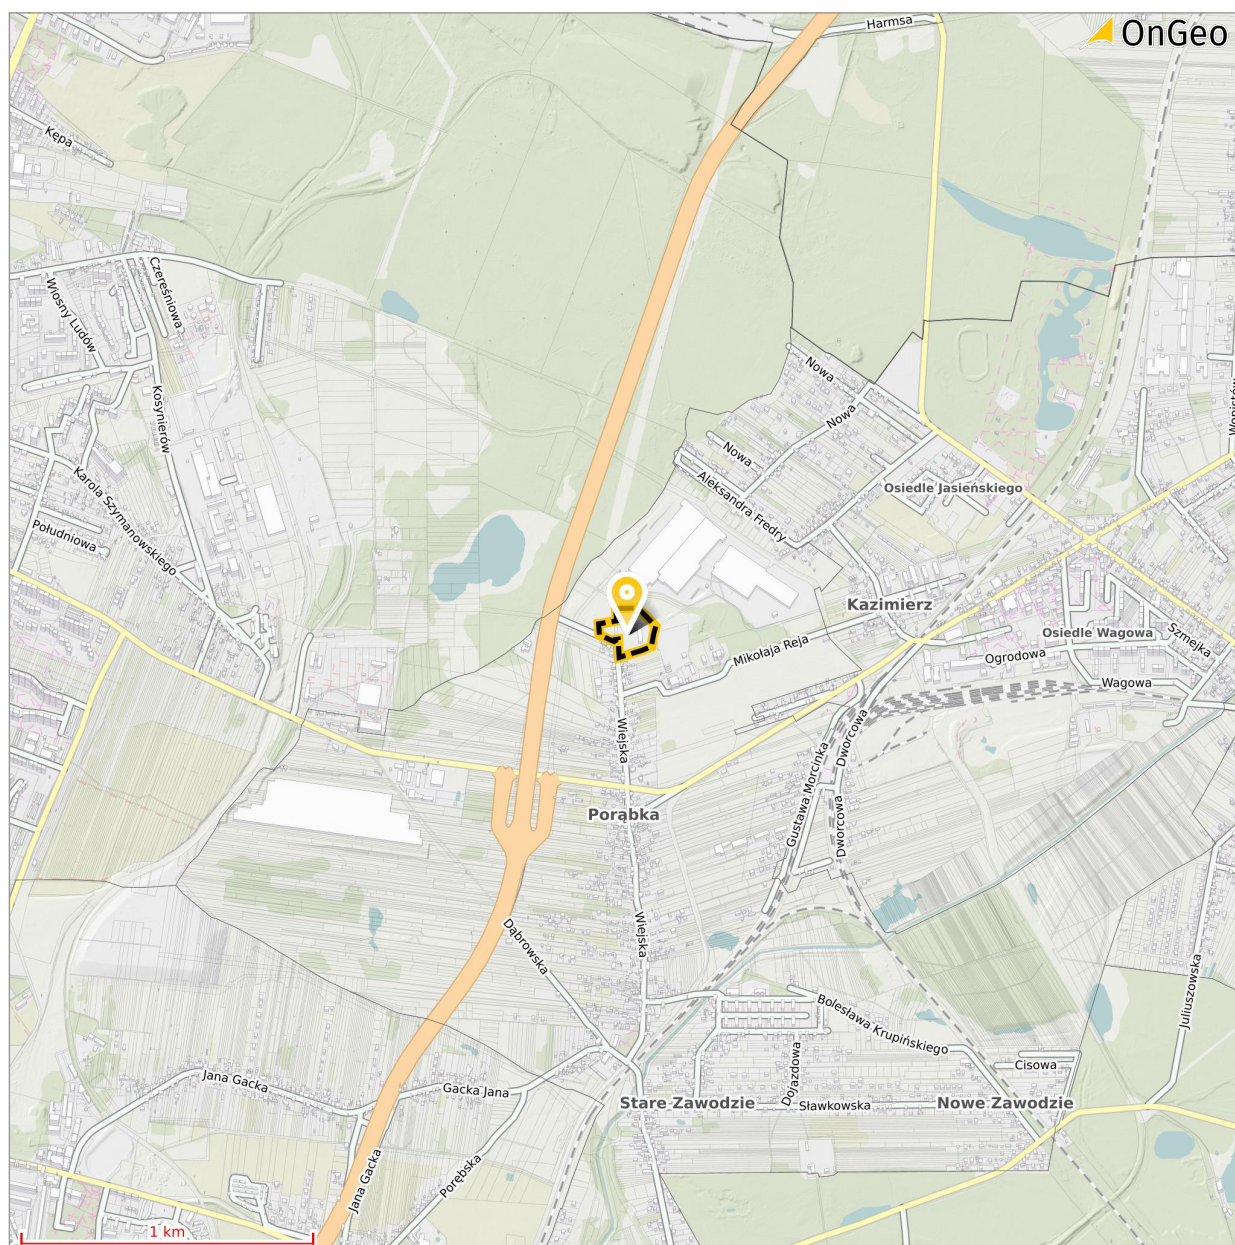 Harmsa
OnGeo
Kępa
Czereśniowa
Wiosny Ludów
Nowa
Nowa
Kosynierów
Nowa
Karola Szymanowskiego
Aleksandra Fredry
Osiedle Jasieńskiego
Południowa
Kazimierz
Osiedle Wagowa
Szmejka
Mikołaja Reja
Ogrodowa
Wagowa
Wiejska
Dworcowa
Gustawa Morcinka
Porąbka
Dworcowa
Wiejska
Dąbrowska
Juliuszowska
Bolesława Krupińskiego
Cisowa
Jana Gacka
Gacka Jana
Dojazdowa
Stare Zawodzie
Sławkowska
Nowe Zawodzie
Jana Gacka
Porębska
1 km